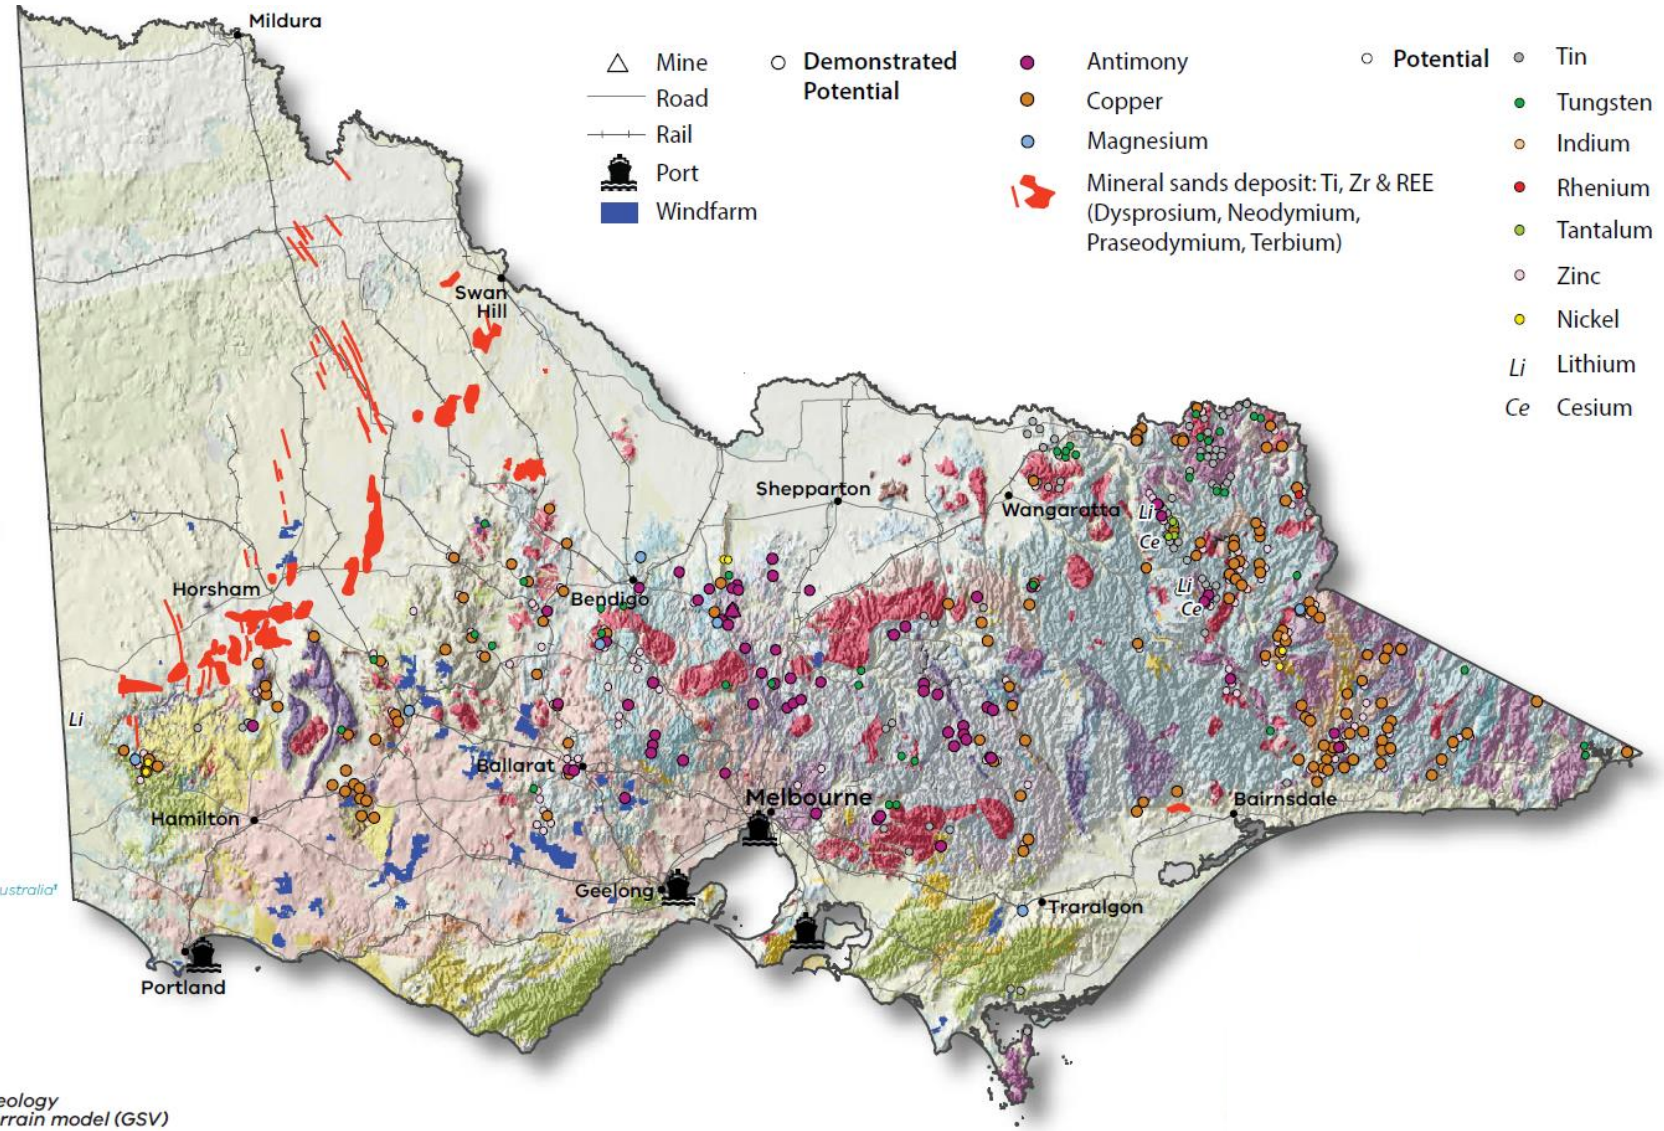 Mildura
Mine
Road
Rail
Port
Windfarm
Demonstrated
Potential
Antimony
Copper
Magnesium
Mineral sands deposit: Ti, Zr & REE
(Dysprosium, Neodymium,
Praseodymium, Terbium)
Potential
Tin
Tungsten
Indium
Rhenium
Tantalum
Zinc
Nickel
Li Lithium
Ce Cesium
Swan
Hill
Shepparton
Wangaratta
Li
Ce
Horsham
Bendigo
Li
Ce
Li
Ballarat
Melbourne
Bairnsdale
Hamilton
Geelong
Traralgon
Portland
ustralia¹
eology
rrain model (GSV)